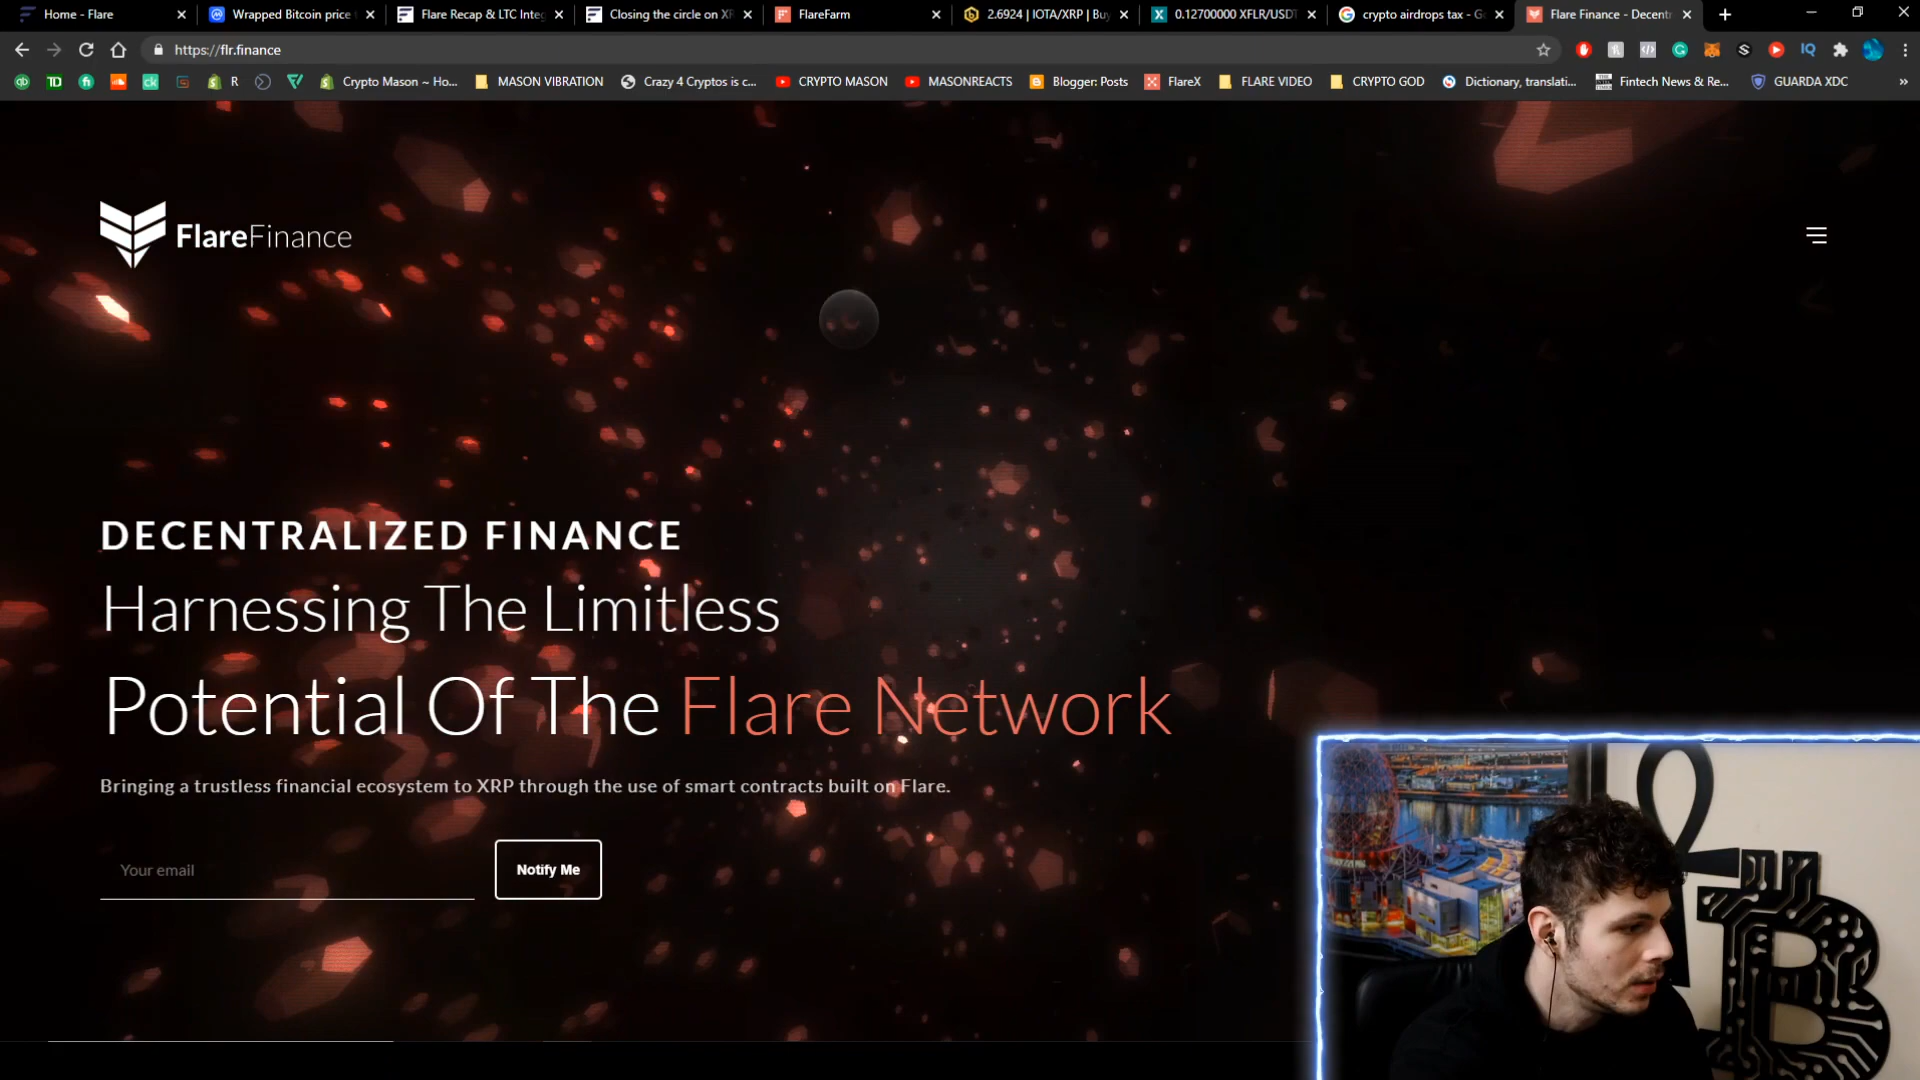 Home - Flare
Wrapped Bitcoin price
Flare Recap & LTC Inte
Closing the circle on XR
FlareFarm
2.6924 | IOTA/XRP | Bu
0.12700000 XFLR/USDT
crypto airdrops tax - G
Flare Finance - Decent
https://flr.finance
R
Crypto Mason ~ Ho...
MASON VIBRATION
Crazy 4 Cryptos is c...
CRYPTO MASON
MASONREACTS
Blogger: Posts
FlareX
FLARE VIDEO
CRYPTO GOD
Dictionary, translati...
Fintech News & Re...
GUARDA XDC
FlareFinance
DECENTRALIZED FINANCE
Harnessing The Limitless
Potential Of The Flare Network
Bringing a trustless financial ecosystem to XRP through the use of smart contracts built on Flare.
Your email
Notify Me